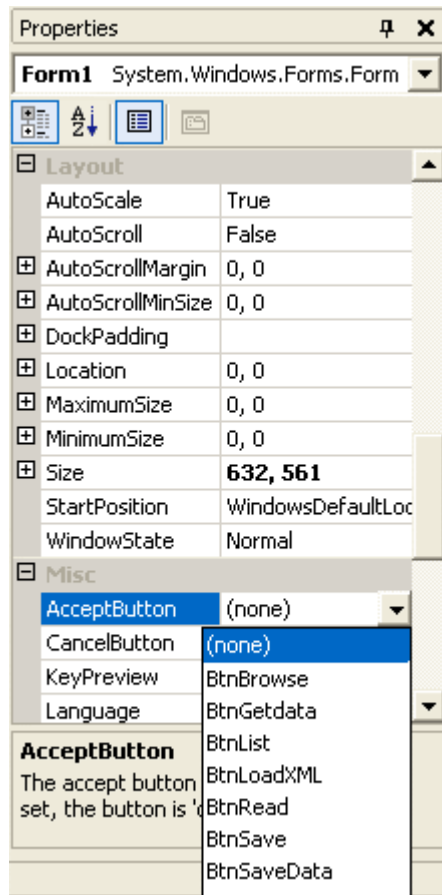 Properties
Form1 System.Windows.Forms.Form
Layout
AutoScale True
AutoScroll False
AutoScrollMargin 0, 0
AutoScrollMinSize 0, 0
DockPadding
Location 0, 0
MaximumSize 0, 0
MinimumSize 0, 0
Size 632, 561
StartPosition WindowsDefaultLoc
WindowState Normal
Misc
AcceptButton (none)
CancelButton (none)
KeyPreview BtnBrowse
Language BtnGetdata
BtnList
AcceptButton
BtnLoadXML
The accept button
BtnRead
set, the button is
BtnSave
BtnSaveData